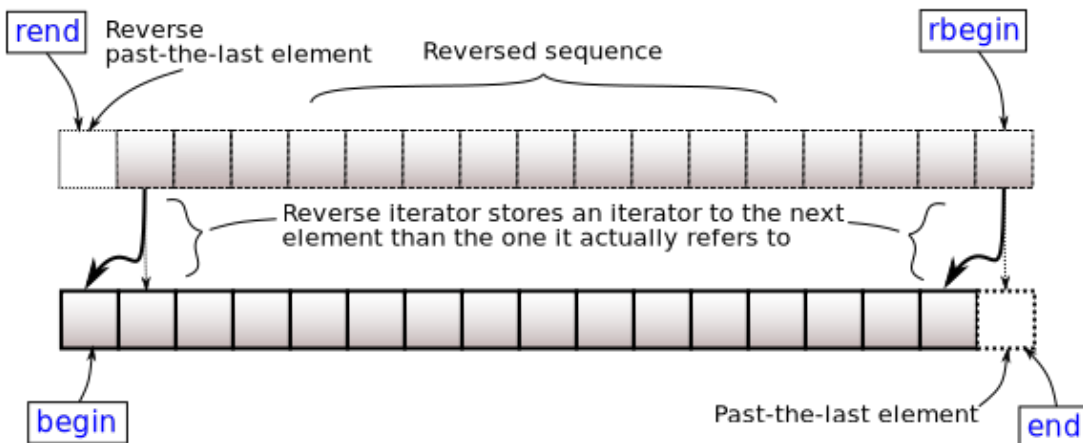 rend
Reverse
past-the-last element
Reversed sequence
rbegin
Reverse iterator stores an iterator to the next
element than the one it actually refers to
begin
Past-the-last element
end